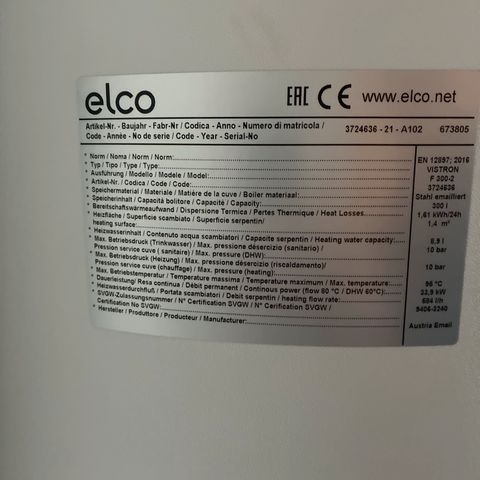 elco
EAC CE www.elco.net
Artikel-Nr. - Baujahr - Fabr-Nr / Codica - Anno - Numero di matricola /
Code - Année - No de serie / Code - Year - Serial-No
3724636 - 21 - A102 673805
* Norm / Noma / Norm / Norm: EN 12897; 2016
* Typ / Tipo / Type / Type: VISTRON
* Ausführung / Modello / Modele / Model: F 300-2
* Artikel-Nr. / Codica / Code / Code: 3724636
* Speichermaterial / Materiale / Matière de la cuve / Boiler materiaal: Stahl emailliert
* Speicherinhalt / Capacità bolitore / Capacité / Capacity: 300 l
* Bereitschaftswärmeaufwand / Dispersione Termica / Pertes Thermique / Heat Losses. 1,61 kWh/24h
* Heizfläche / Superficie scambiato / Superficie serpentin/ 1,4 m²
heating surface:
* Heizwasserinhalt / Contenuto acqua scambiatori / Capacite serpentin / Heating water capacity: 8,9 l
* Max. Betriebsdruck (Trinkwasser) / Max. pressione désercizio (sanitario) /
Pression service cuve ( sanitaire) / Max. pressure (DHW): 10 bar
* Max. Betriebsdruck (Heizung) / Max. pressione désercizio (riscaldamento)/
Pression service cuve (chauffage) / Max. pressure (heating): 10 bar
* Max. Betriebstemperatur / Temperature massima / Temperature maximum / Max. temperature: 95 °C
* Dauerleistung/ Resa continua / Débit permanent / Continous power (flow 80 °C / DHW 60°C): 33,9 kW
* Heizwasserdurchfluß / Portata scambiatori / Debit serpentin / heating flow rate: 584 l/h
* SVGW-Zulassungsnummer / N° Certification SVGW / N° Certification SVGW / 9406-3240
Certification No SVGW:
* Hersteller / Produttore / Producteur / Manufacturer: Austria Email